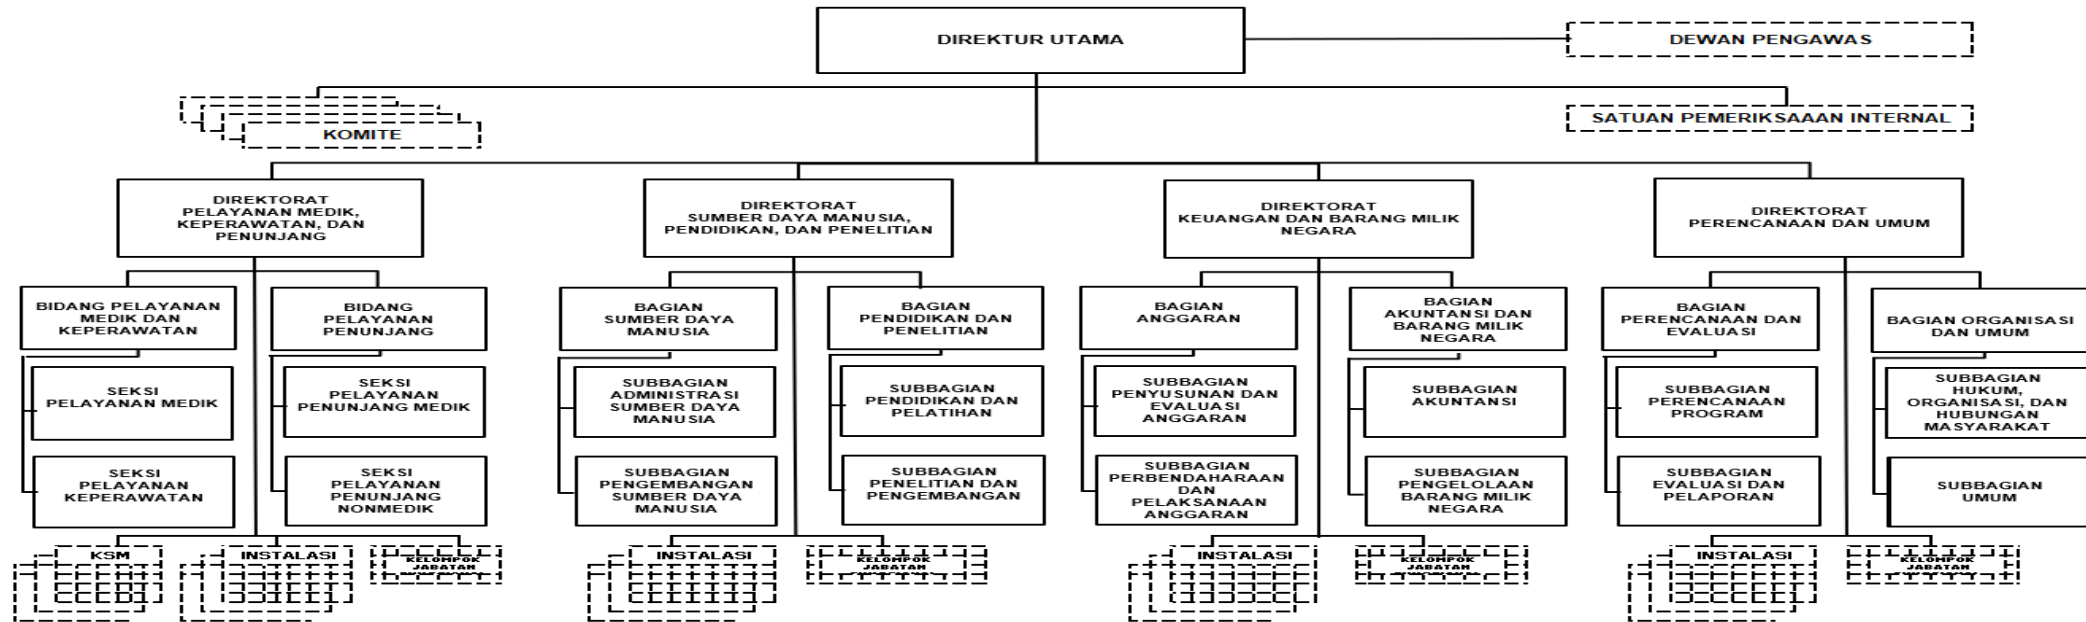 DIREKTUR UTAMA
DEWAN PENGAWAS
KOMITE
SATUAN PEMERIKSAAAN INTERNAL
DIREKTORAT
PELAYANAN MEDIK,
KEPERAWATAN, DAN
PENUNJANG
DIREKTORAT
SUMBER DAYA MANUSIA,
PENDIDIKAN, DAN PENELITIAN
DIREKTORAT
KEUANGAN DAN BARANG MILIK
NEGARA
DIREKTORAT
PERENCANAAN DAN UMUM
BIDANG PELAYANAN
MEDIK DAN
KEPERAWATAN
BIDANG
PELAYANAN
PENUNJANG
BAGIAN
SUMBER DAYA
MANUSIA
BAGIAN
PENDIDIKAN DAN
PENELITIAN
BAGIAN
ANGGARAN
BAGIAN
AKUNTANSI DAN
BARANG MILIK
NEGARA
BAGIAN
PERENCANAAN DAN
EVALUASI
BAGIAN ORGANISASI
DAN UMUM
SEKSI
PELAYANAN MEDIK
SEKSI
PELAYANAN
PENUNJANG MEDIK
SUBBAGIAN
ADMINISTRASI
SUMBER DAYA
MANUSIA
SUBBAGIAN
PENDIDIKAN DAN
PELATIHAN
SUBBAGIAN
PENYUSUNAN DAN
EVALUASI
ANGGARAN
SUBBAGIAN
AKUNTANSI
SUBBAGIAN
PERENCANAAN
PROGRAM
SUBBAGIAN
HUKUM,
ORGANISASI, DAN
HUBUNGAN
MASYARAKAT
SEKSI
PELAYANAN
KEPERAWATAN
SEKSI
PELAYANAN
PENUNJANG
NONMEDIK
SUBBAGIAN
PENGEMBANGAN
SUMBER DAYA
MANUSIA
SUBBAGIAN
PENELITIAN DAN
PENGEMBANGAN
SUBBAGIAN
PERBENDAHARAAN
DAN
PELAKSANAAN
ANGGARAN
SUBBAGIAN
PENGELOLAAN
BARANG MILIK
NEGARA
SUBBAGIAN
EVALUASI DAN
PELAPORAN
SUBBAGIAN
UMUM
KSM
INSTALASI
KELOMPOK
JABATAN
INSTALASI
KELOMPOK
JABATAN
INSTALASI
KELOMPOK
JABATAN
INSTALASI
KELOMPOK
JABATAN